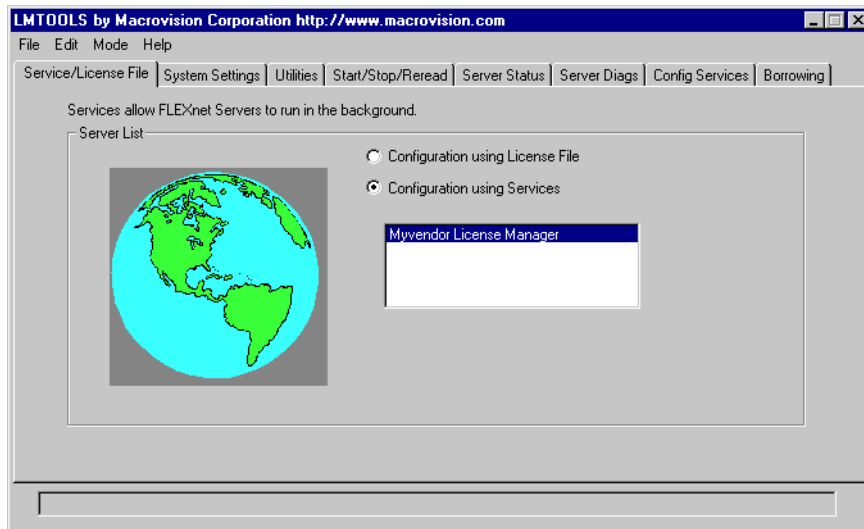 LMTOOLS by Macrovision Corporation http://www.macrovision.com
File Edit Mode Help
Service/License File System Settings Utilities Start/Stop/Reread Server Status Server Diags Config Services Borrowing
Services allow FLEXnet Servers to run in the background.
Server List
Configuration using License File
Configuration using Services
Myvendor License Manager